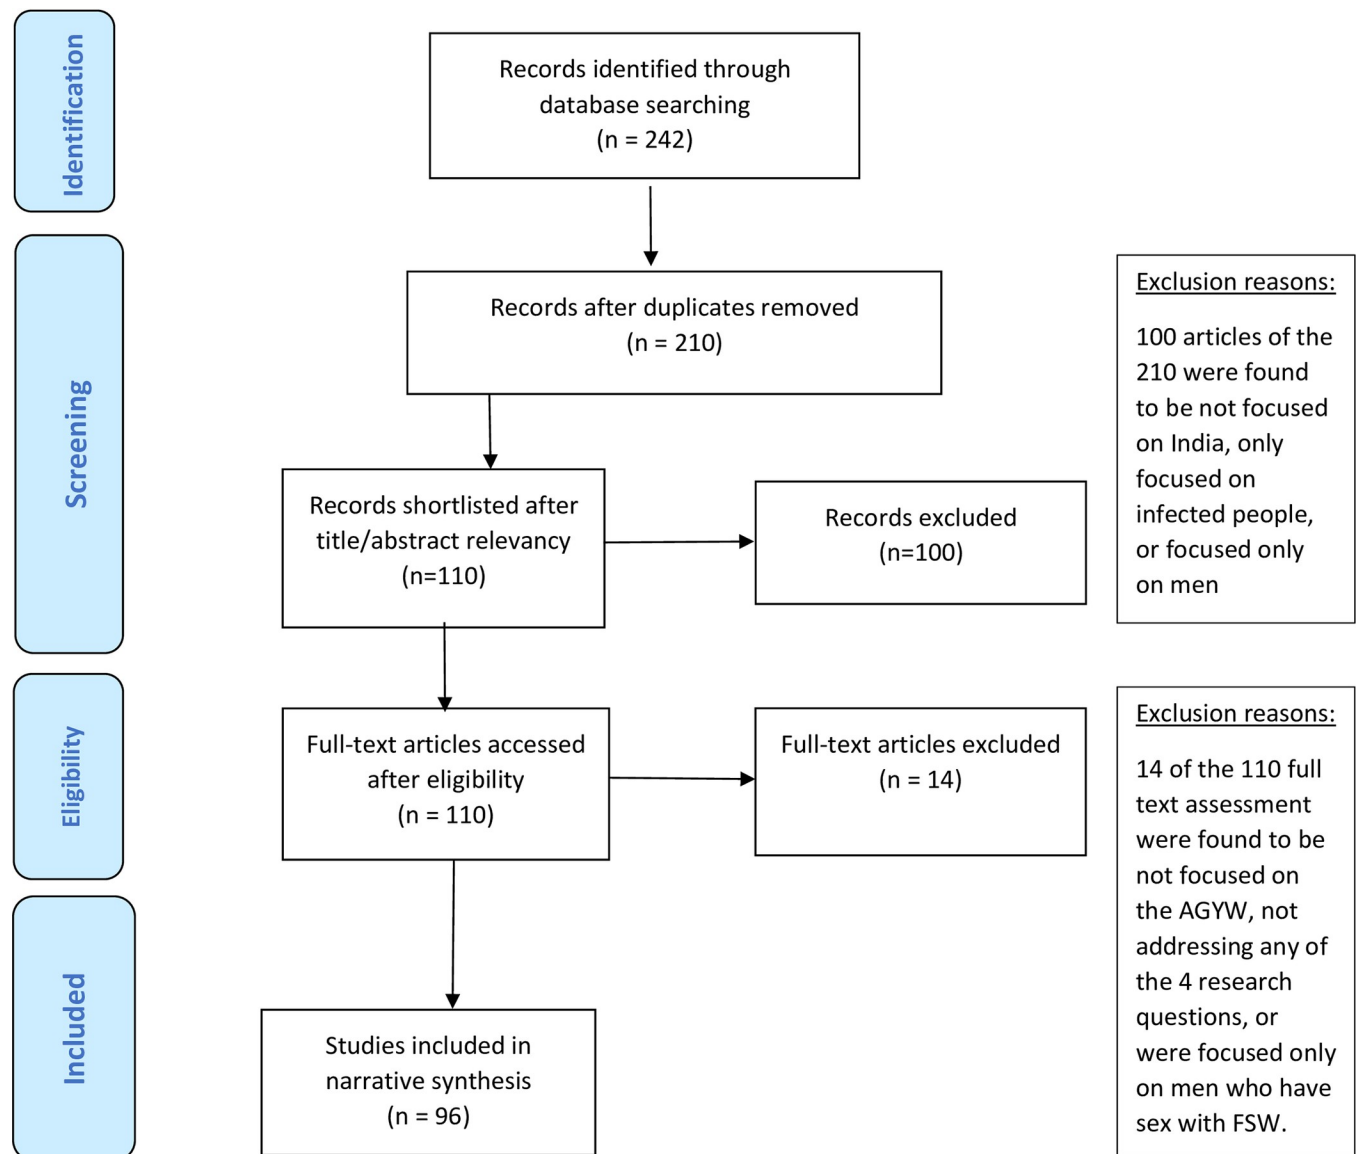 Identification
Records identified through
database searching
(n = 242)
Screening
Records after duplicates removed
(n = 210)
Records shortlisted after
title/abstract relevancy
(n=110)
Records excluded
(n=100)
Exclusion reasons:
100 articles of the
210 were found
to be not focused
on India, only
focused on
infected people,
or focused only
on men
Eligibility
Full-text articles accessed
after eligibility
(n = 110)
Full-text articles excluded
(n = 14)
Exclusion reasons:
14 of the 110 full
text assessment
were found to be
not focused on
the AGYW, not
addressing any of
the 4 research
questions, or
were focused only
on men who have
sex with FSW.
Included
Studies included in
narrative synthesis
(n = 96)